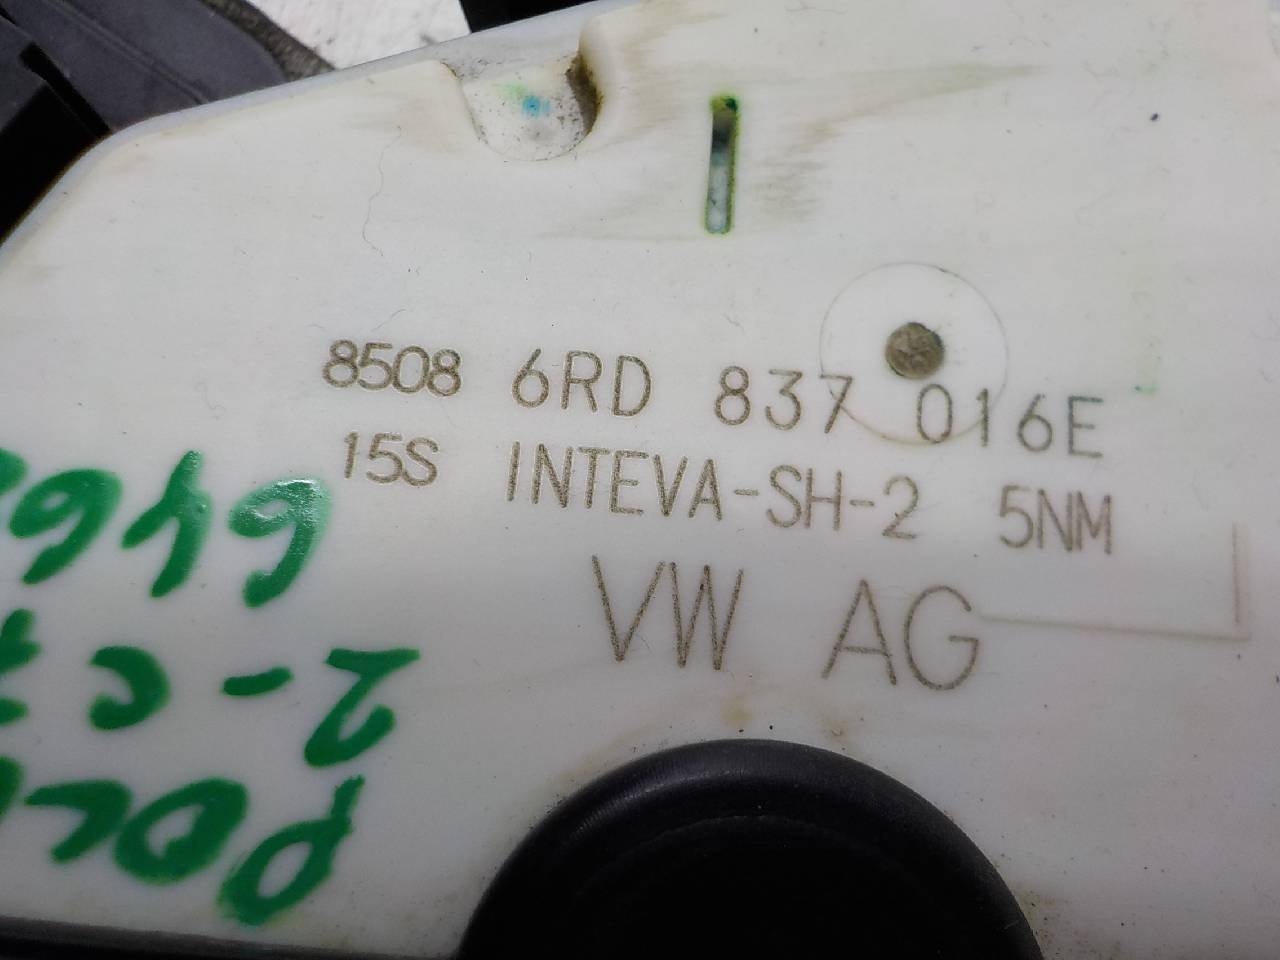 8508 6RD 837 016E
15S INTEVA-SH-2 5NM
VW AG